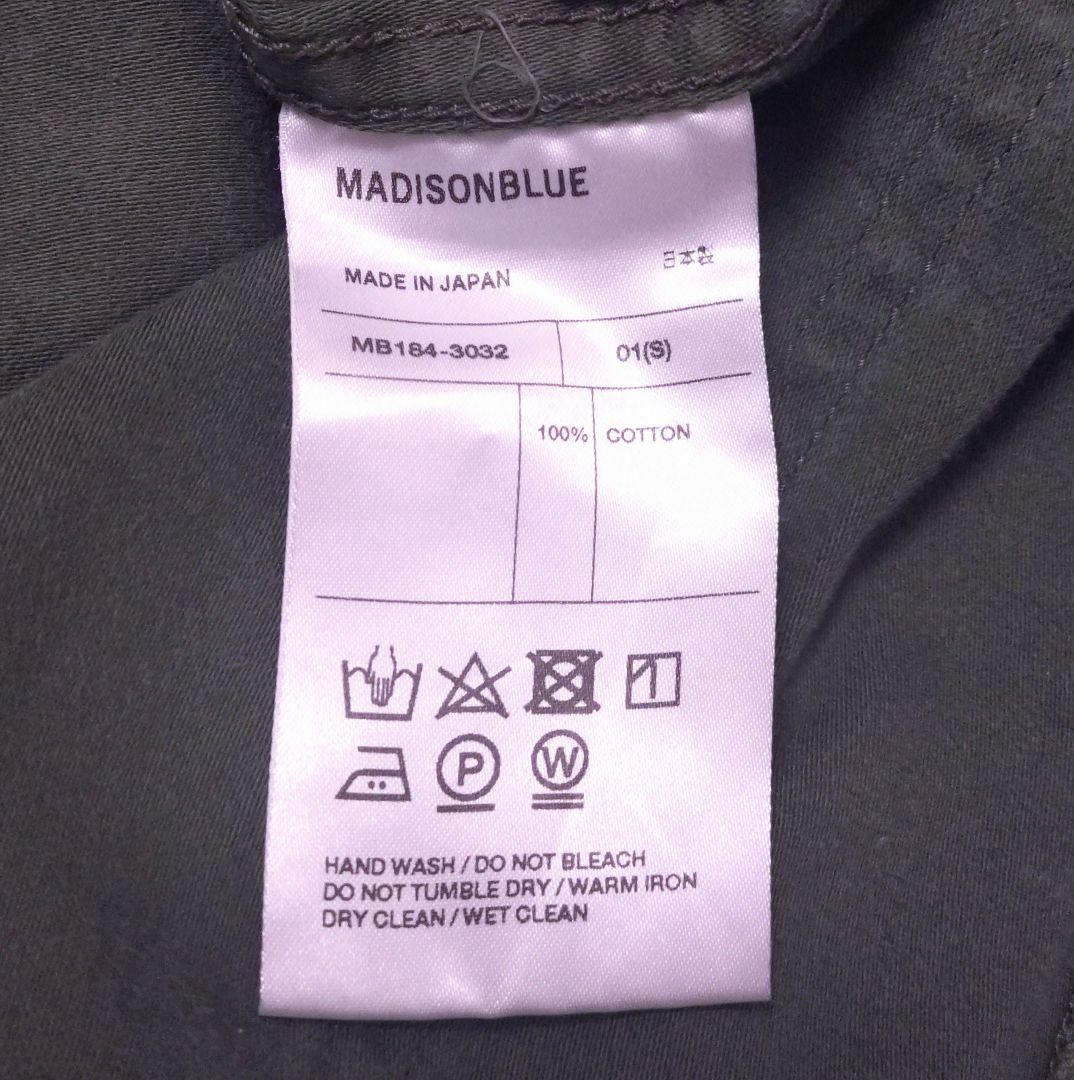 MADISONBLUE
MADE IN JAPAN 日本製
MB184-3032 01(S)
100% COTTON
P W
HAND WASH / DO NOT BLEACH
DO NOT TUMBLE DRY / WARM IRON
DRY CLEAN / WET CLEAN